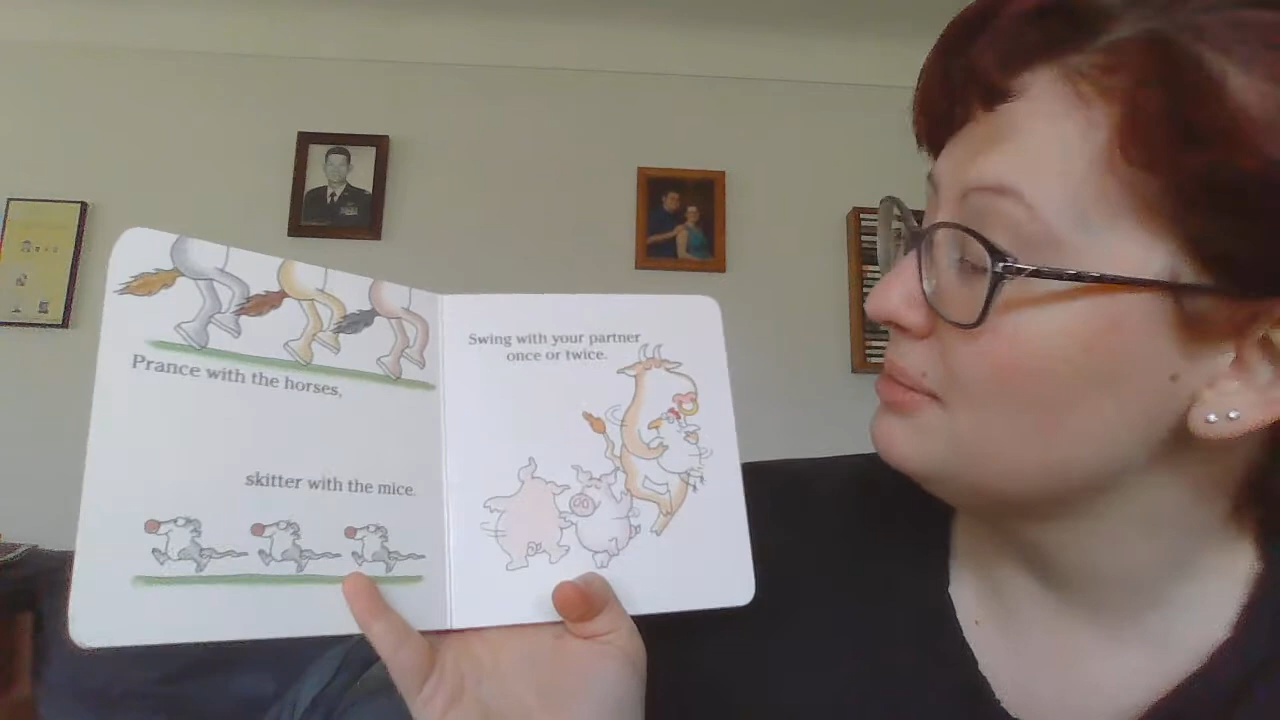 Prance with the horses,
skitter with the mice.
Swing with your partner
once or twice.